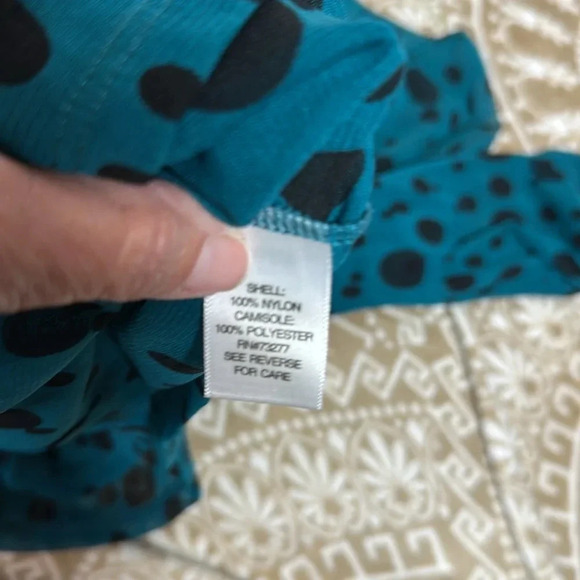 SHELL:
100% NYLON
CAMISOLE:
100% POLYESTER
RN#73277
SEE REVERSE
FOR CARE